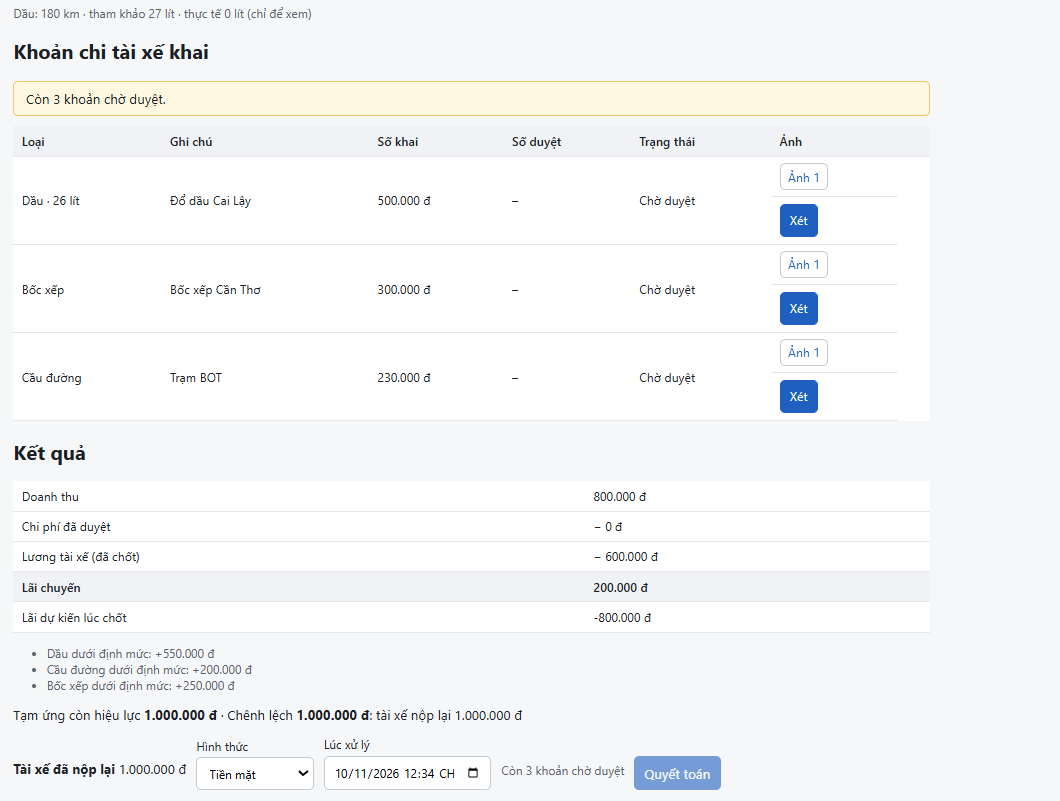 Dầu: 180 km · tham khảo 27 lít · thực tế 0 lít (chỉ để xem)
Khoản chi tài xế khai
Còn 3 khoản chờ duyệt.
Loại Ghi chú Số khai Số duyệt Trạng thái Ảnh
Dầu · 26 lít Đổ dầu Cai Lậy 500.000 đ – Chờ duyệt Ảnh 1
Xét
Bốc xếp Bốc xếp Cần Thơ 300.000 đ – Chờ duyệt Ảnh 1
Xét
Cầu đường Trạm BOT 230.000 đ – Chờ duyệt Ảnh 1
Xét
Kết quả
Doanh thu 800.000 đ
Chi phí đã duyệt − 0 đ
Lương tài xế (đã chốt) − 600.000 đ
Lãi chuyến 200.000 đ
Lãi dự kiến lúc chốt -800.000 đ
• Dầu dưới định mức: +550.000 đ
• Cầu đường dưới định mức: +200.000 đ
• Bốc xếp dưới định mức: +250.000 đ
Tạm ứng còn hiệu lực 1.000.000 đ · Chênh lệch 1.000.000 đ: tài xế nộp lại 1.000.000 đ
Hình thức Lúc xử lý
Tài xế đã nộp lại 1.000.000 đ Tiền mặt 10/11/2026 12:34 CH Còn 3 khoản chờ duyệt Quyết toán